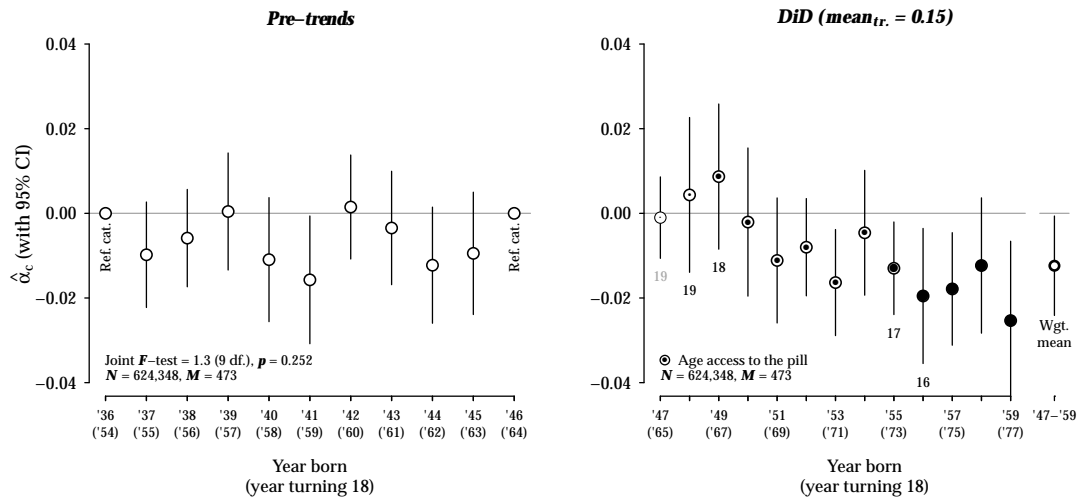 Pre–trends
α̂c (with 95% CI)
0.04
0.02
0.00
−0.02
−0.04
Ref. cat.
Ref. cat.
Joint F–test = 1.3 (9 df.), p = 0.252
N = 624,348, M = 473
'36 '37 '38 '39 '40 '41 '42 '43 '44 '45 '46
('54) ('55) ('56) ('57) ('58) ('59) ('60) ('61) ('62) ('63) ('64)
Year born
(year turning 18)
DiD (meantr. = 0.15)
0.04
0.02
0.00
−0.02
−0.04
19
19
18
17
16
Wgt.
mean
Age access to the pill
N = 624,348, M = 473
'47 '49 '51 '53 '55 '57 '59 '47–'59
('65) ('67) ('69) ('71) ('73) ('75) ('77)
Year born
(year turning 18)